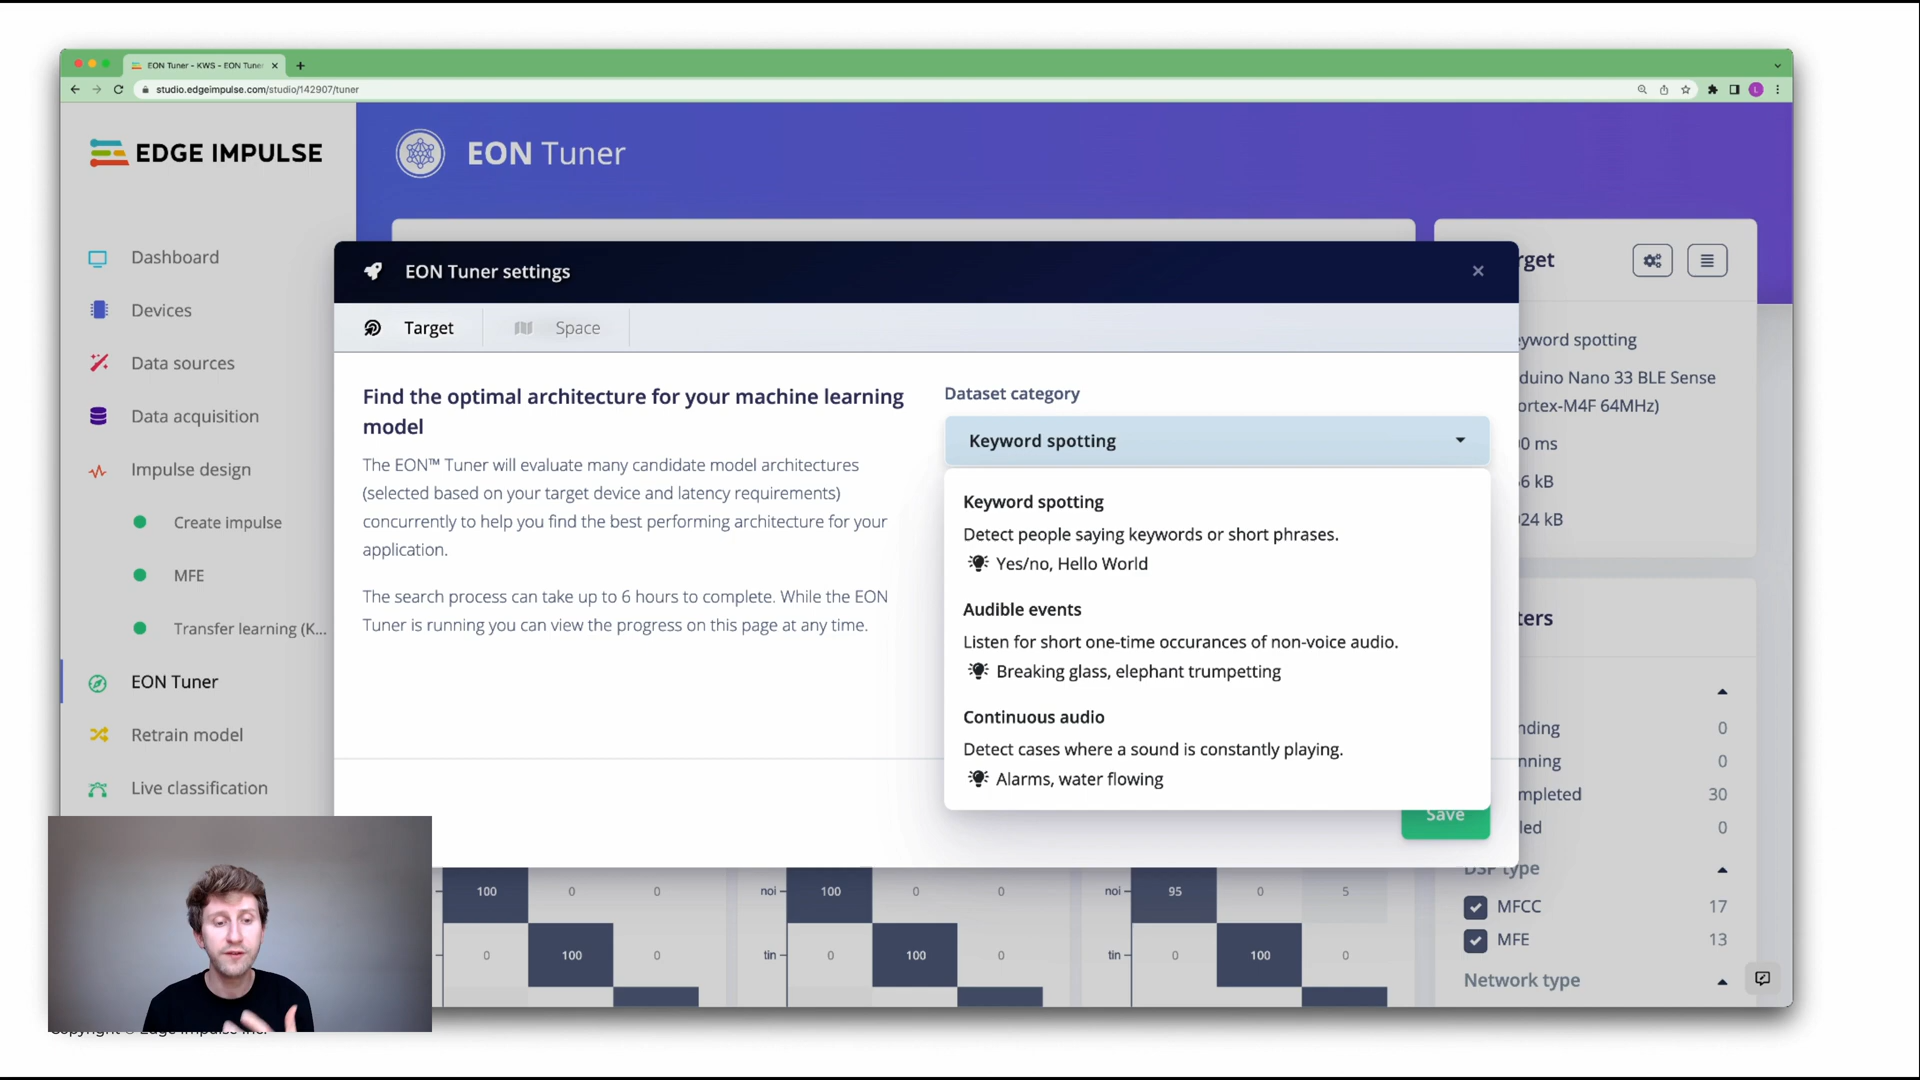 EON Tuner - KWS - EON Tuner
studio.edgeimpulse.com/studio/142907/tuner
L
EDGE IMPULSE
EON Tuner
Dashboard
Devices
Data sources
Data acquisition
Impulse design
Create impulse
MFE
Transfer learning (K...
EON Tuner
Retrain model
Live classification
EON Tuner settings
Target
Space
Find the optimal architecture for your machine learning
model
The EON™ Tuner will evaluate many candidate model architectures
(selected based on your target device and latency requirements)
concurrently to help you find the best performing architecture for your
application.
The search process can take up to 6 hours to complete. While the EON
Tuner is running you can view the progress on this page at any time.
Dataset category
Keyword spotting
Keyword spotting
Detect people saying keywords or short phrases.
Yes/no, Hello World
Audible events
Listen for short one-time occurances of non-voice audio.
Breaking glass, elephant trumpetting
Continuous audio
Detect cases where a sound is constantly playing.
Alarms, water flowing
Save
rget
eyword spotting
duino Nano 33 BLE Sense
ortex-M4F 64MHz)
0 ms
6 kB
24 kB
ters
nding 0
nning 0
mpleted 30
led 0
DSP type
MFCC 17
MFE 13
Network type
100 0 0
0 100 0
noi 100 0 0
tin 0 100 0
noi 95 0 5
tin 0 100 0
Copyright © Edge Impulse Inc.